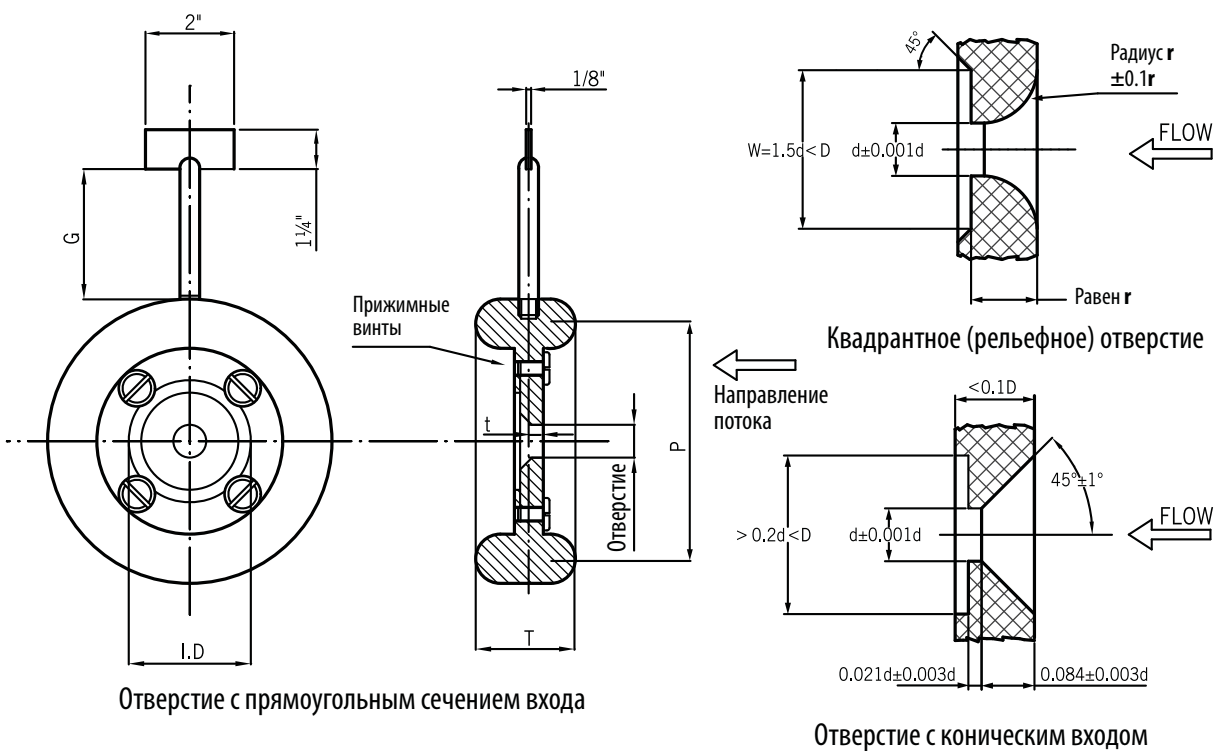 2"
1/8"
G
1¼"
Прижимные
винты
t
Отверстие
P
I.D
T
Направление
потока
Отверстие с прямоугольным сечением входа
45°
Радиус r
±0.1r
W=1.5d<D
d±0.001d
FLOW
Равен r
Квадрантное (рельефное) отверстие
<0.1D
45°±1°
> 0.2d<D
d±0.001d
FLOW
0.021d±0.003d
0.084±0.003d
Отверстие с коническим входом